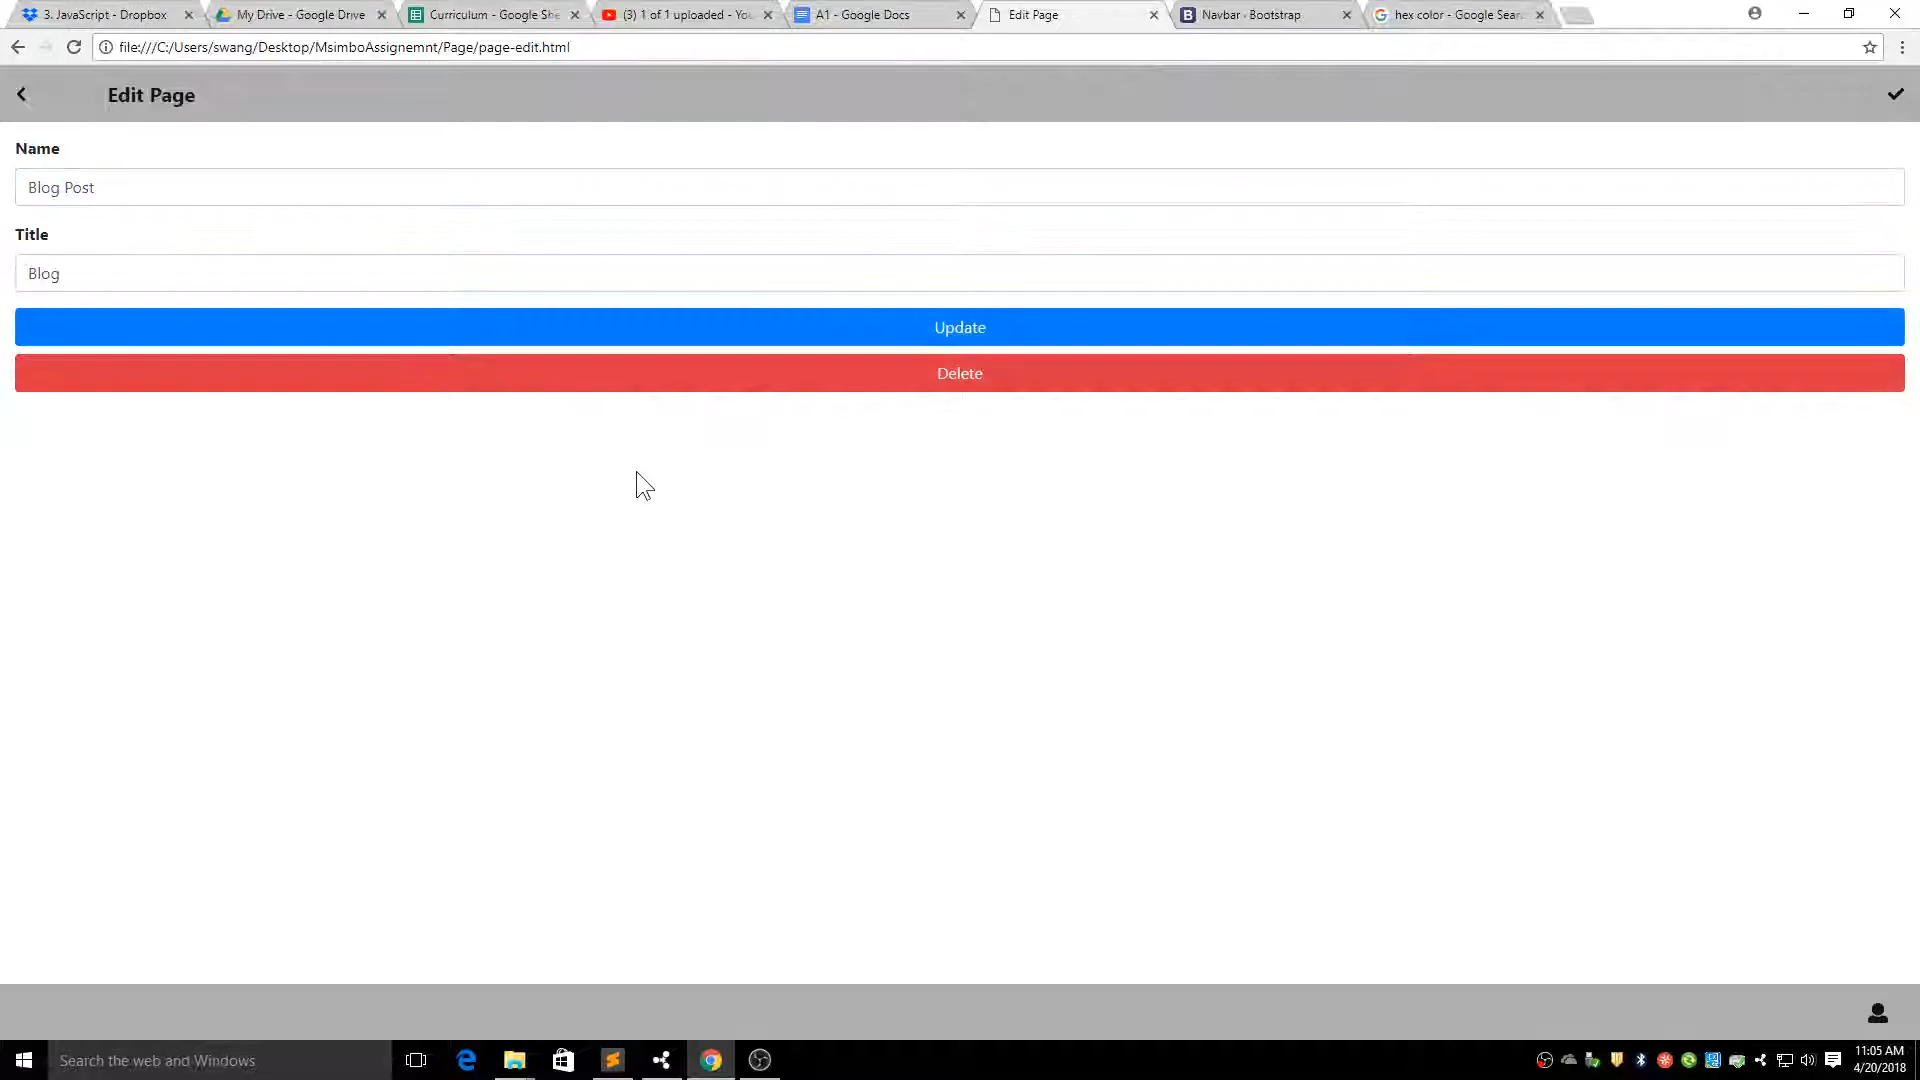 3. JavaScript - Dropbox
My Drive - Google Drive
Curriculum - Google She
(3) 1 of 1 uploaded - You
A1 - Google Docs
Edit Page
Navbar · Bootstrap
hex color - Google Sear
file:///C:/Users/swang/Desktop/MsimboAssignemnt/Page/page-edit.html
Edit Page
Name
Blog Post
Title
Blog
Update
Delete
Search the web and Windows
11:05 AM
4/20/2018